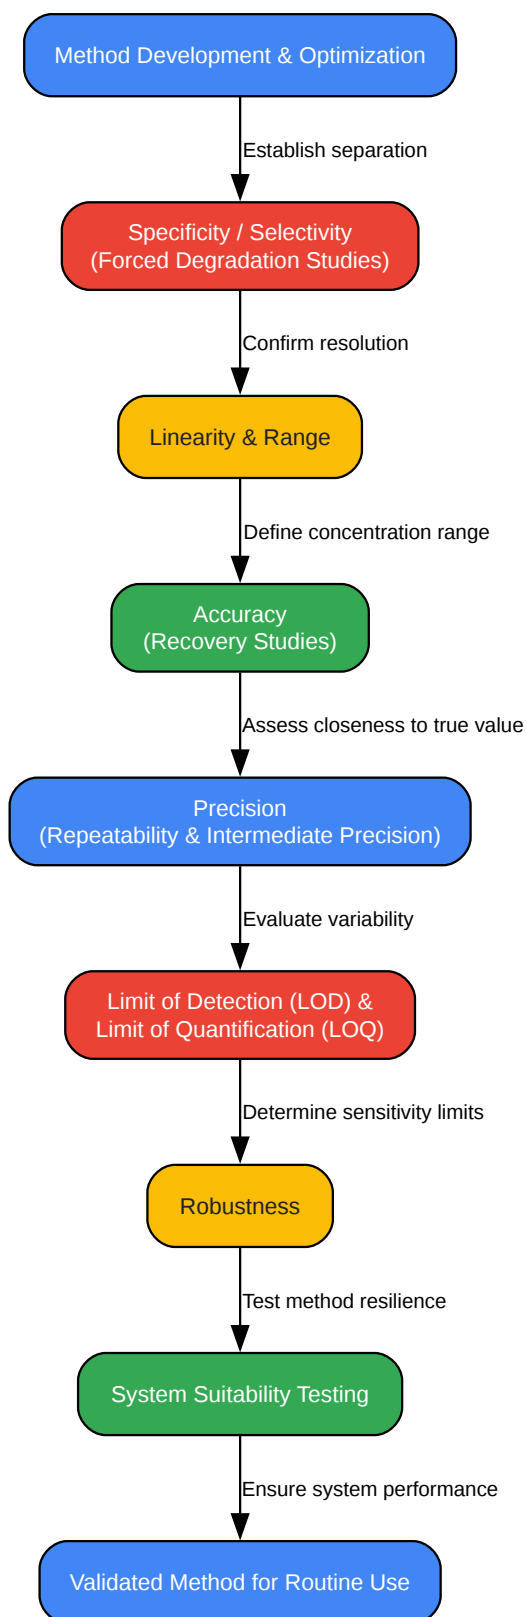 Method Development & Optimization
Establish separation
Specificity / Selectivity
(Forced Degradation Studies)
Confirm resolution
Linearity & Range
Define concentration range
Accuracy
(Recovery Studies)
Assess closeness to true value
Precision
(Repeatability & Intermediate Precision)
Evaluate variability
Limit of Detection (LOD) &
Limit of Quantification (LOQ)
Determine sensitivity limits
Robustness
Test method resilience
System Suitability Testing
Ensure system performance
Validated Method for Routine Use